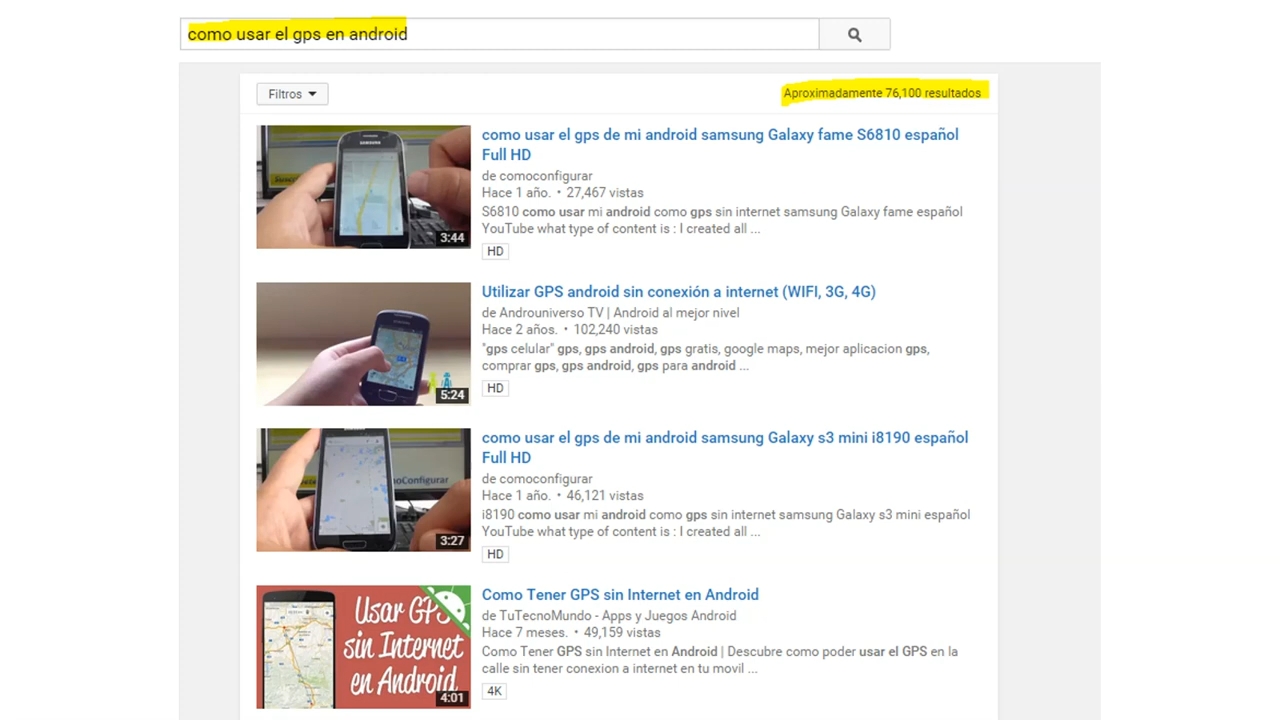 como usar el gps en android
Filtros
Aproximadamente 76,100 resultados
SAMSUNG
3:44
como usar el gps de mi android samsung Galaxy fame S6810 español
Full HD
de comoconfigurar
Hace 1 año. • 27,467 vistas
S6810 como usar mi android como gps sin internet samsung Galaxy fame español
YouTube what type of content is : I created all ...
HD
5:24
Utilizar GPS android sin conexión a internet (WIFI, 3G, 4G)
de Androuniverso TV | Android al mejor nivel
Hace 2 años. • 102,240 vistas
"gps celular" gps, gps android, gps gratis, google maps, mejor aplicacion gps,
comprar gps, gps android, gps para android ...
HD
noConfigurar
3:27
como usar el gps de mi android samsung Galaxy s3 mini i8190 español
Full HD
de comoconfigurar
Hace 1 año. • 46,121 vistas
i8190 como usar mi android como gps sin internet samsung Galaxy s3 mini español
YouTube what type of content is : I created all ...
HD
Usar GPS
sin Internet
en Android
4:01
Como Tener GPS sin Internet en Android
de TuTecnoMundo - Apps y Juegos Android
Hace 7 meses. • 49,159 vistas
Como Tener GPS sin Internet en Android | Descubre como poder usar el GPS en la
calle sin tener conexion a internet en tu movil ...
4K